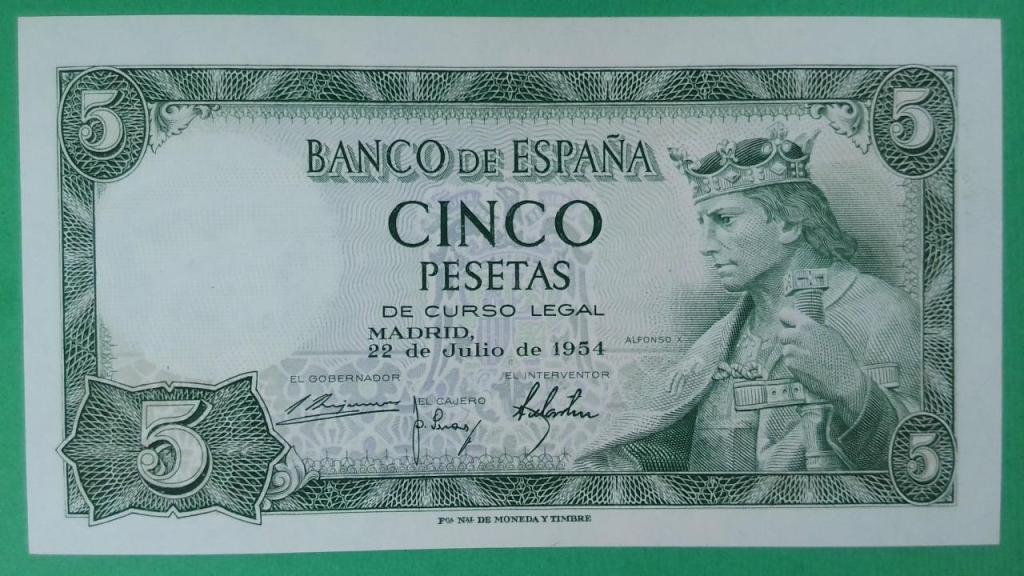 5 5
BANCO DE ESPAÑA
CINCO
PESETAS
DE CURSO LEGAL
MADRID,
22 de Julio de 1954
ALFONSO X
EL GOBERNADOR
EL INTERVENTOR
EL CAJERO
5 5
Fca NaL DE MONEDA Y TIMBRE